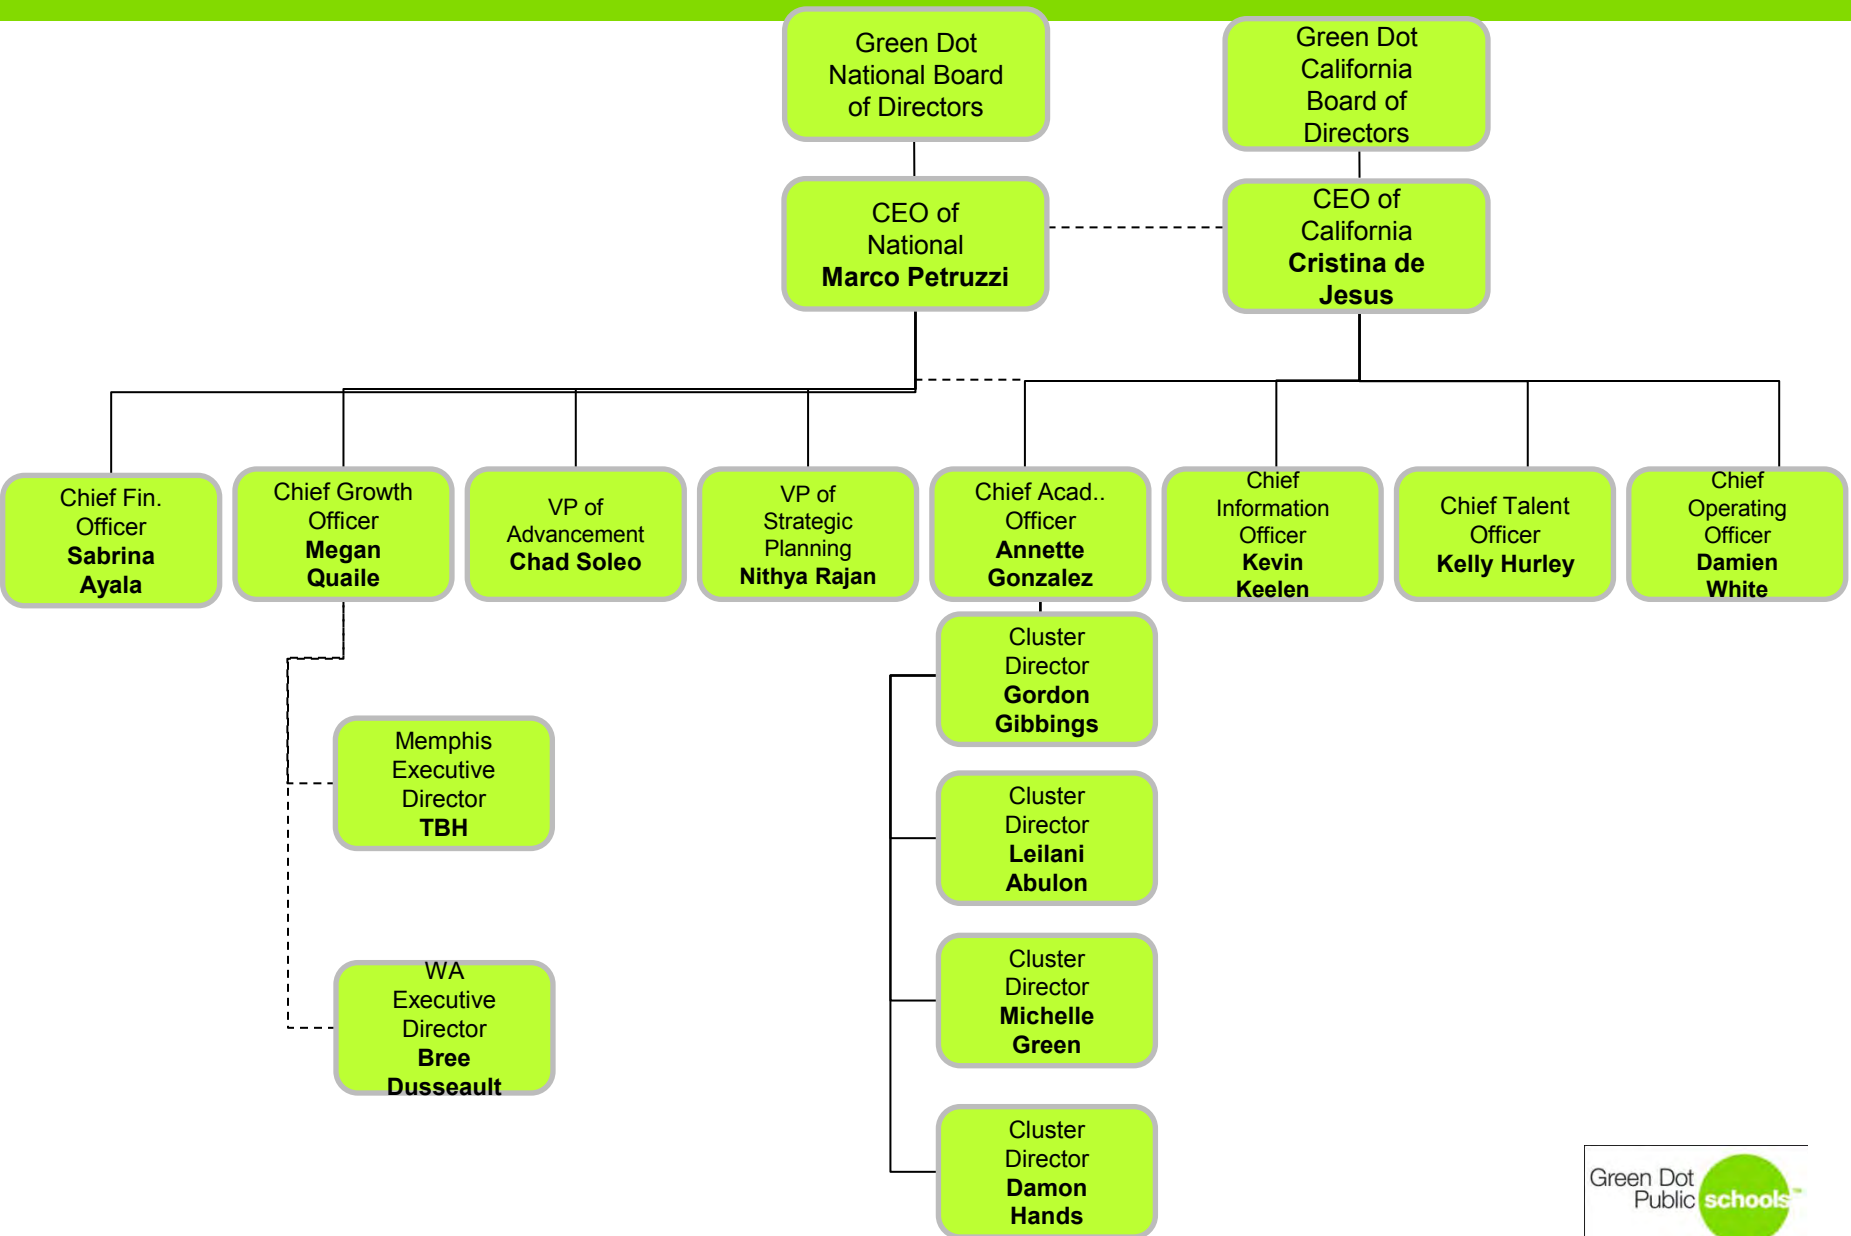 Green Dot
National Board
of Directors
Green Dot
California
Board of
Directors
CEO of
National
Marco Petruzzi
CEO of
California
Cristina de
Jesus
Chief Fin.
Officer
Sabrina
Ayala
Chief Growth
Officer
Megan
Quaile
VP of
Advancement
Chad Soleo
VP of
Strategic
Planning
Nithya Rajan
Chief Acad..
Officer
Annette
Gonzalez
Chief
Information
Officer
Kevin
Keelen
Chief Talent
Officer
Kelly Hurley
Chief
Operating
Officer
Damien
White
Memphis
Executive
Director
TBH
WA
Executive
Director
Bree
Dusseault
Cluster
Director
Gordon
Gibbings
Cluster
Director
Leilani
Abulon
Cluster
Director
Michelle
Green
Cluster
Director
Damon
Hands
Green Dot
Public schools™